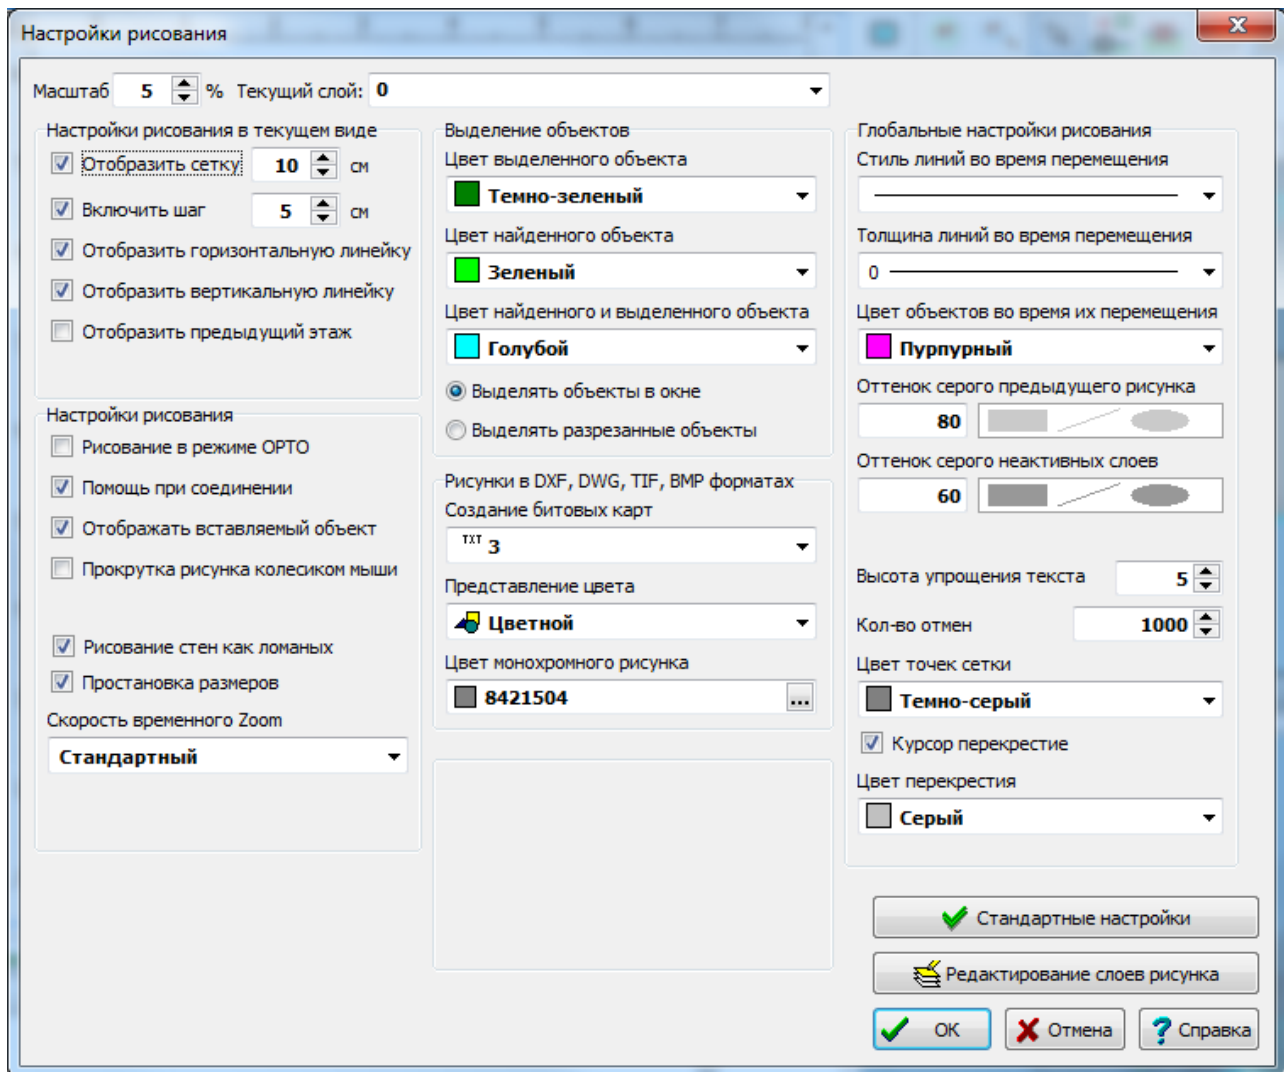 Настройки рисования
Масштаб 5 % Текущий слой: 0
Настройки рисования в текущем виде
Отобразить сетку 10 см
Включить шаг 5 см
Отобразить горизонтальную линейку
Отобразить вертикальную линейку
Отобразить предыдущий этаж
Настройки рисования
Рисование в режиме ОРТО
Помощь при соединении
Отображать вставляемый объект
Прокрутка рисунка колесиком мыши
Рисование стен как ломаных
Простановка размеров
Скорость временного Zoom
Стандартный
Выделение объектов
Цвет выделенного объекта
Темно-зеленый
Цвет найденного объекта
Зеленый
Цвет найденного и выделенного объекта
Голубой
Выделять объекты в окне
Выделять разрезанные объекты
Рисунки в DXF, DWG, TIF, BMP форматах
Создание битовых карт
TXT 3
Представление цвета
Цветной
Цвет монохромного рисунка
8421504 ...
Глобальные настройки рисования
Стиль линий во время перемещения
Толщина линий во время перемещения
0
Цвет объектов во время их перемещения
Пурпурный
Оттенок серого предыдущего рисунка
80
Оттенок серого неактивных слоев
60
Высота упрощения текста 5
Кол-во отмен 1000
Цвет точек сетки
Темно-серый
Курсор перекрестие
Цвет перекрестия
Серый
Стандартные настройки
Редактирование слоев рисунка
ОК Отмена ? Справка